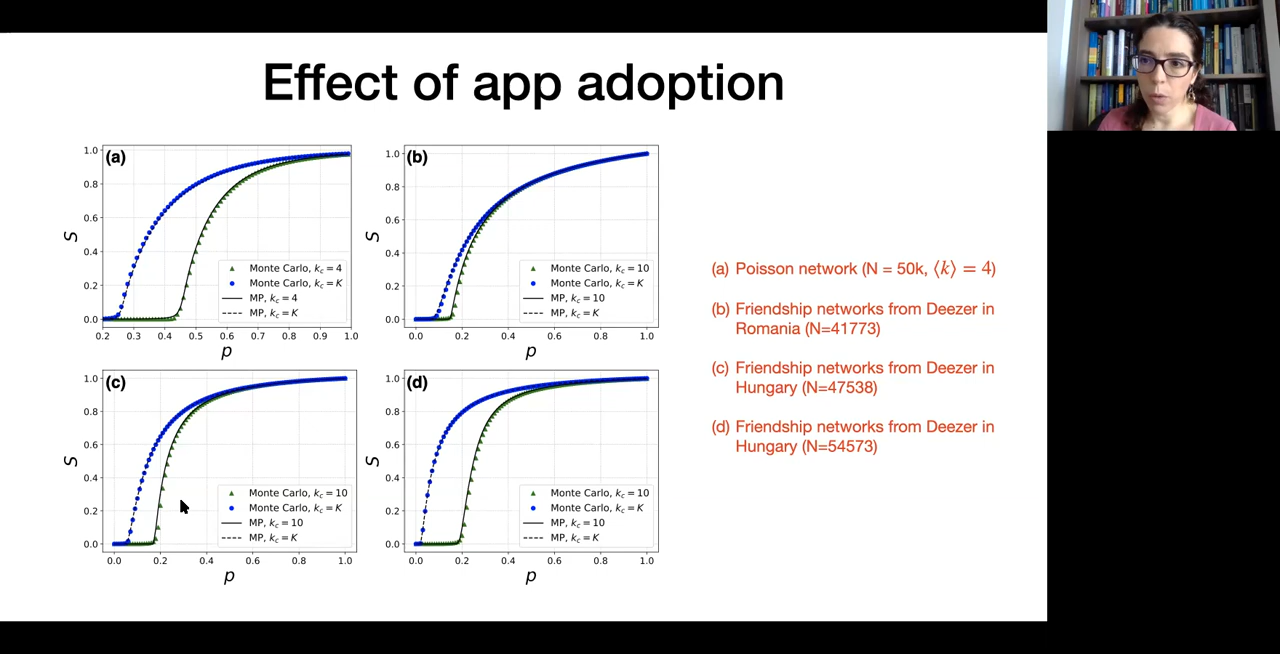 Effect of app adoption
(a)
S
1.0
0.8
0.6
0.4
0.2
0.0
0.2 0.3 0.4 0.5 0.6 0.7 0.8 0.9 1.0
p
Monte Carlo, k_c = 4
Monte Carlo, k_c = K
MP, k_c = 4
MP, k_c = K
(b)
S
1.0
0.8
0.6
0.4
0.2
0.0
0.0 0.2 0.4 0.6 0.8 1.0
p
Monte Carlo, k_c = 10
Monte Carlo, k_c = K
MP, k_c = 10
MP, k_c = K
(c)
S
1.0
0.8
0.6
0.4
0.2
0.0
0.0 0.2 0.4 0.6 0.8 1.0
p
Monte Carlo, k_c = 10
Monte Carlo, k_c = K
MP, k_c = 10
MP, k_c = K
(d)
S
1.0
0.8
0.6
0.4
0.2
0.0
0.0 0.2 0.4 0.6 0.8 1.0
p
Monte Carlo, k_c = 10
Monte Carlo, k_c = K
MP, k_c = 10
MP, k_c = K
(a) Poisson network (N = 50k, ⟨k⟩ = 4)
(b) Friendship networks from Deezer in
Romania (N=41773)
(c) Friendship networks from Deezer in
Hungary (N=47538)
(d) Friendship networks from Deezer in
Hungary (N=54573)